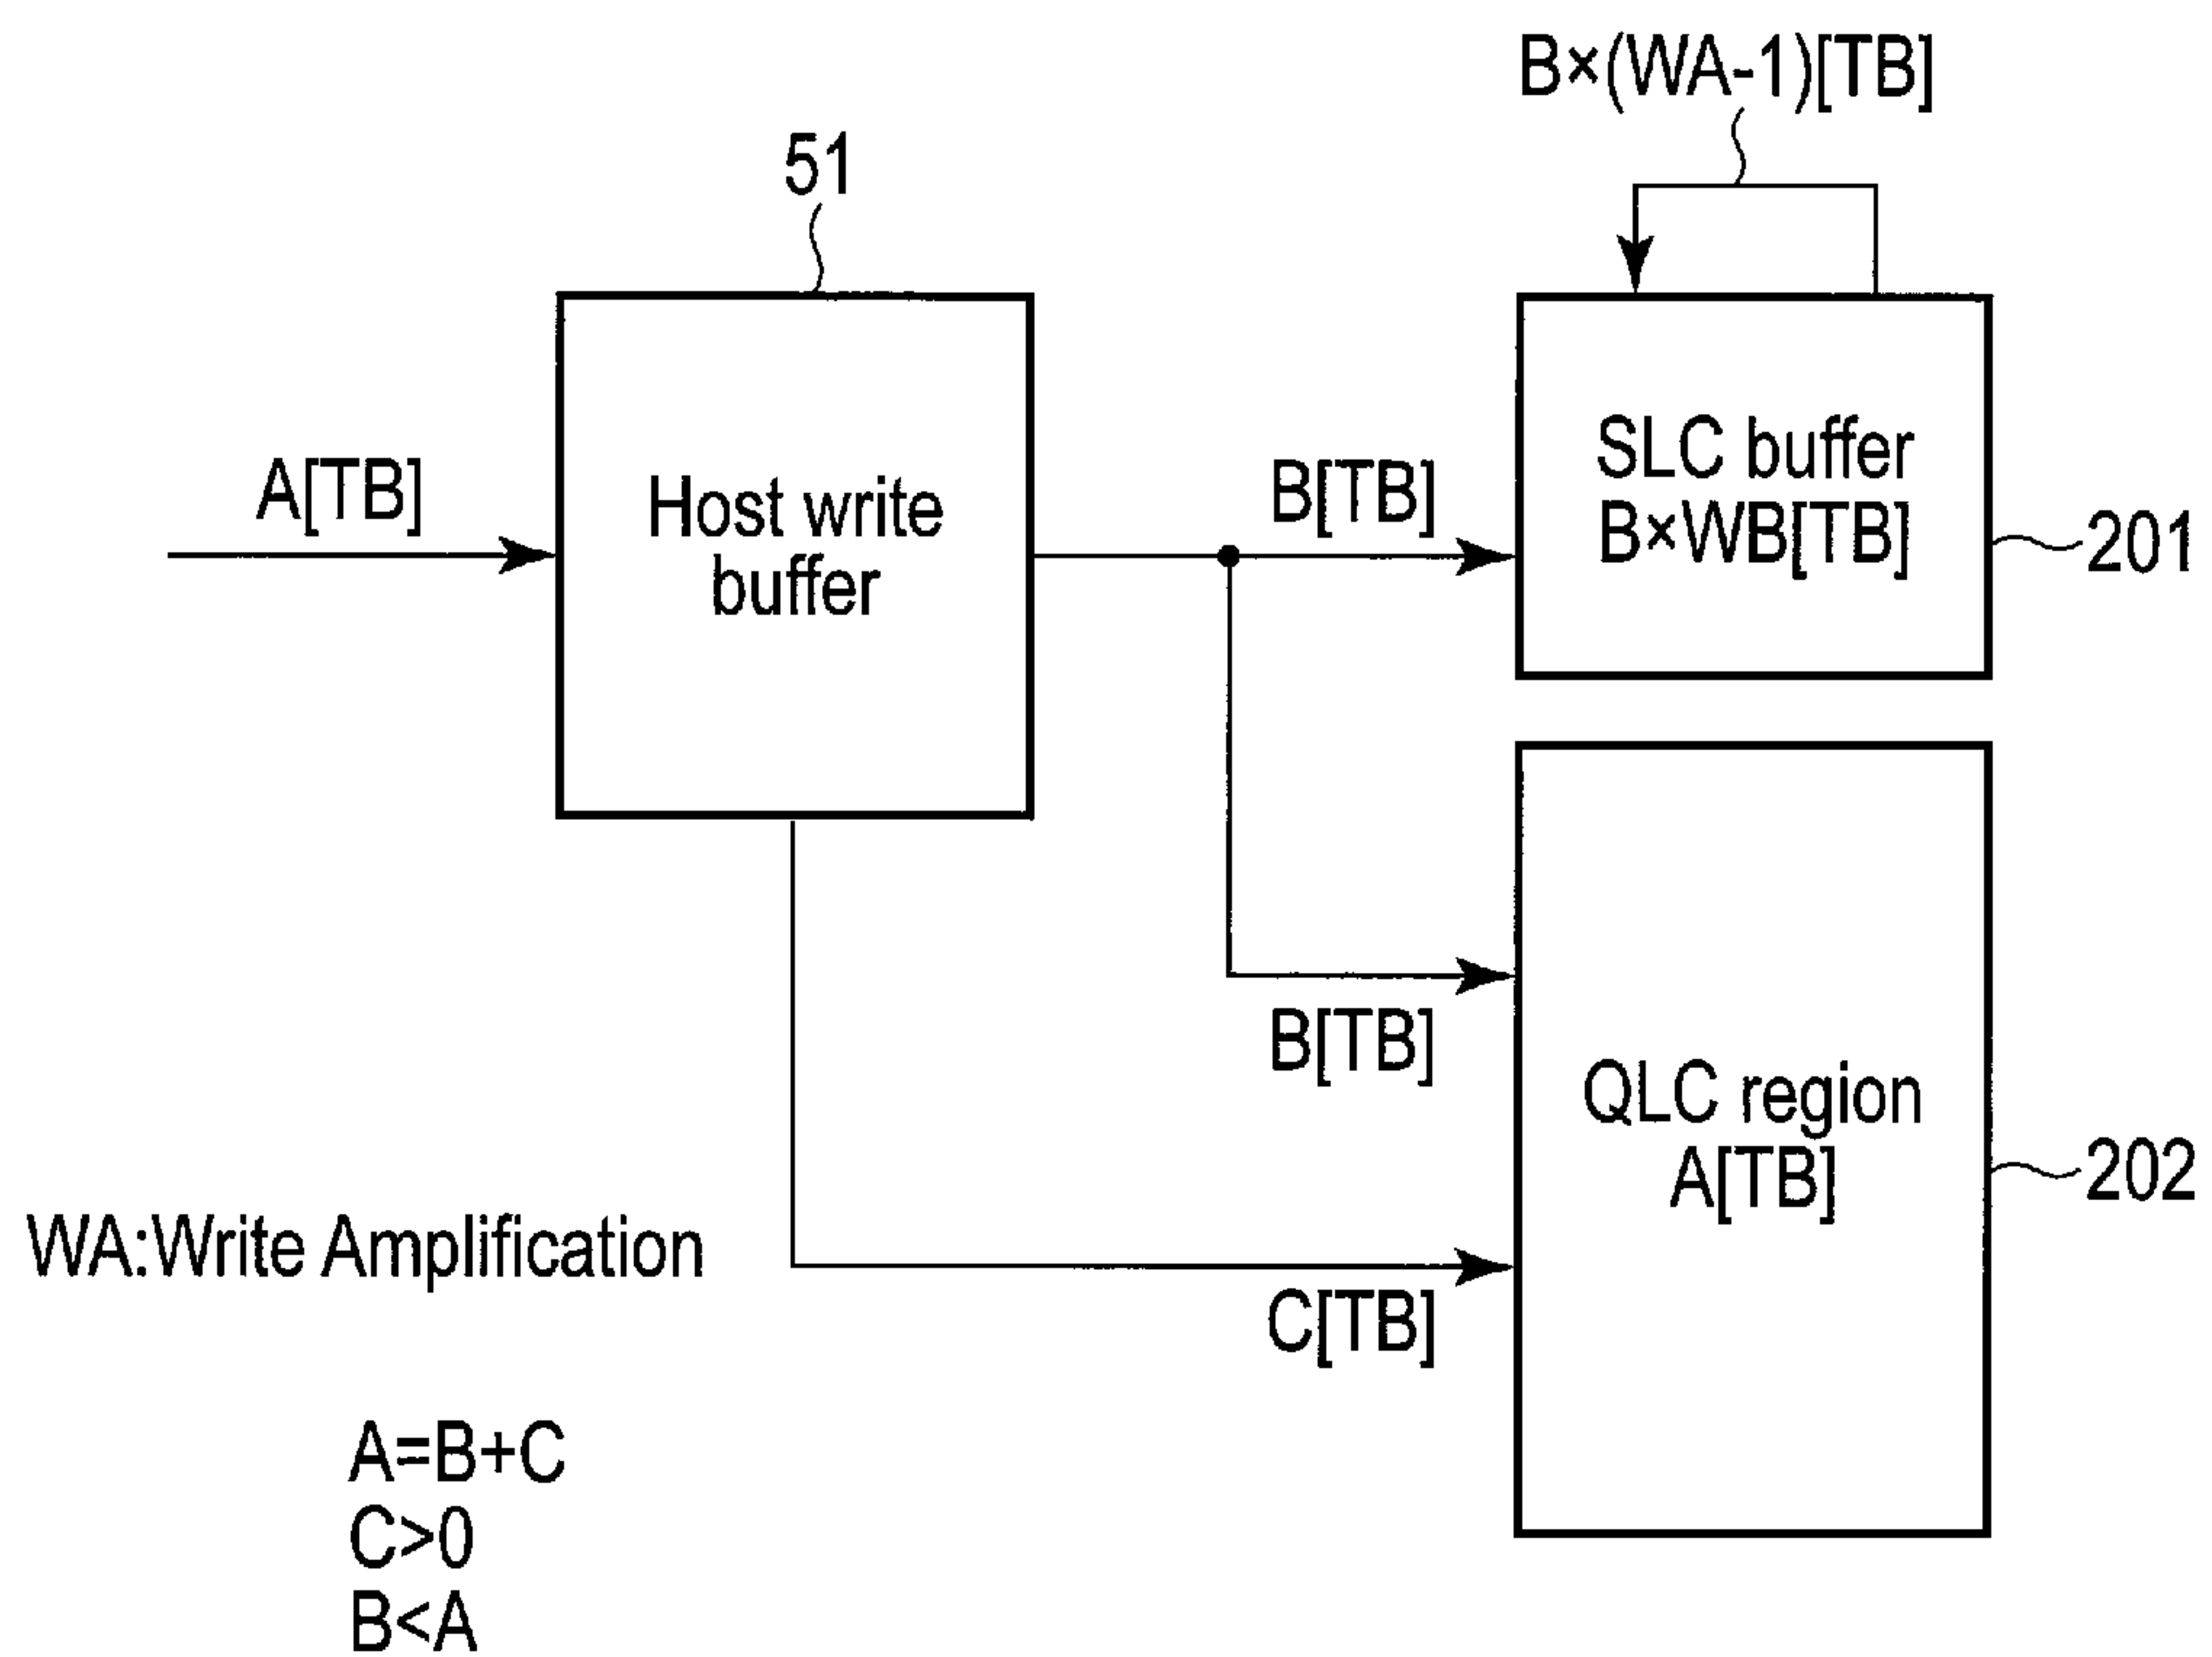 B×(WA-1)[TB]
51
A[TB]
Host write
buffer
B[TB]
SLC buffer
B×WB[TB]
201
B[TB]
QLC region
A[TB]
202
C[TB]
WA:Write Amplification
A=B+C
C>0
B<A